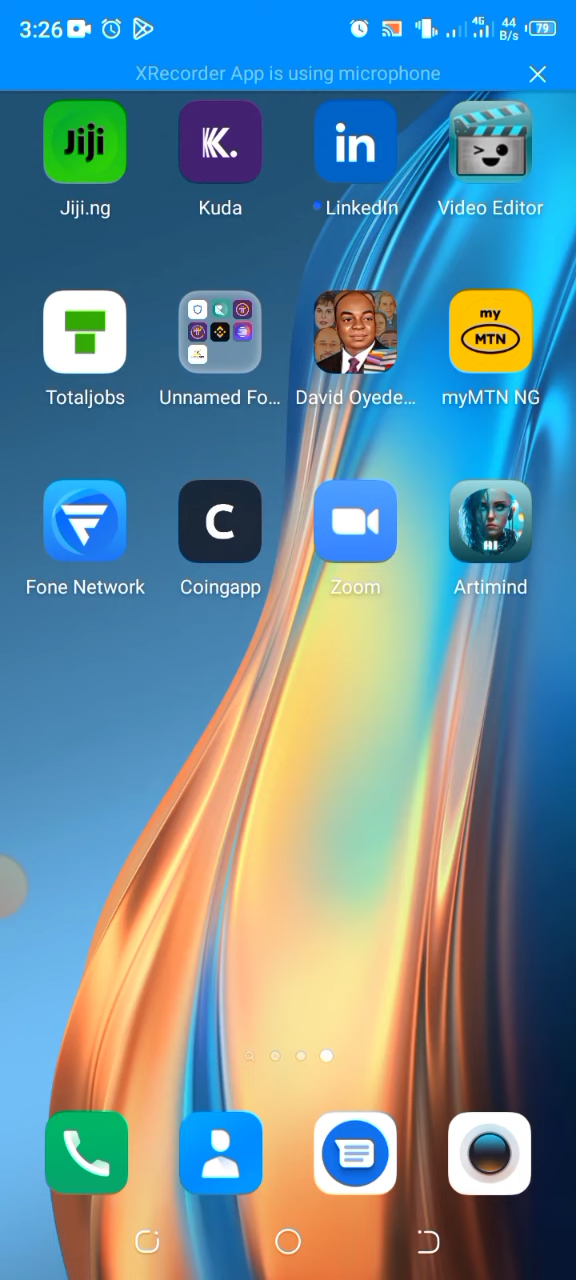 3:26 4G 44 B/s 79
XRecorder App is using microphone
Jiji K. in
Jiji.ng Kuda LinkedIn Video Editor
my
MTN
Totaljobs Unnamed Fo... David Oyede... myMTN NG
C
AI
Fone Network Coingapp Zoom Artimind